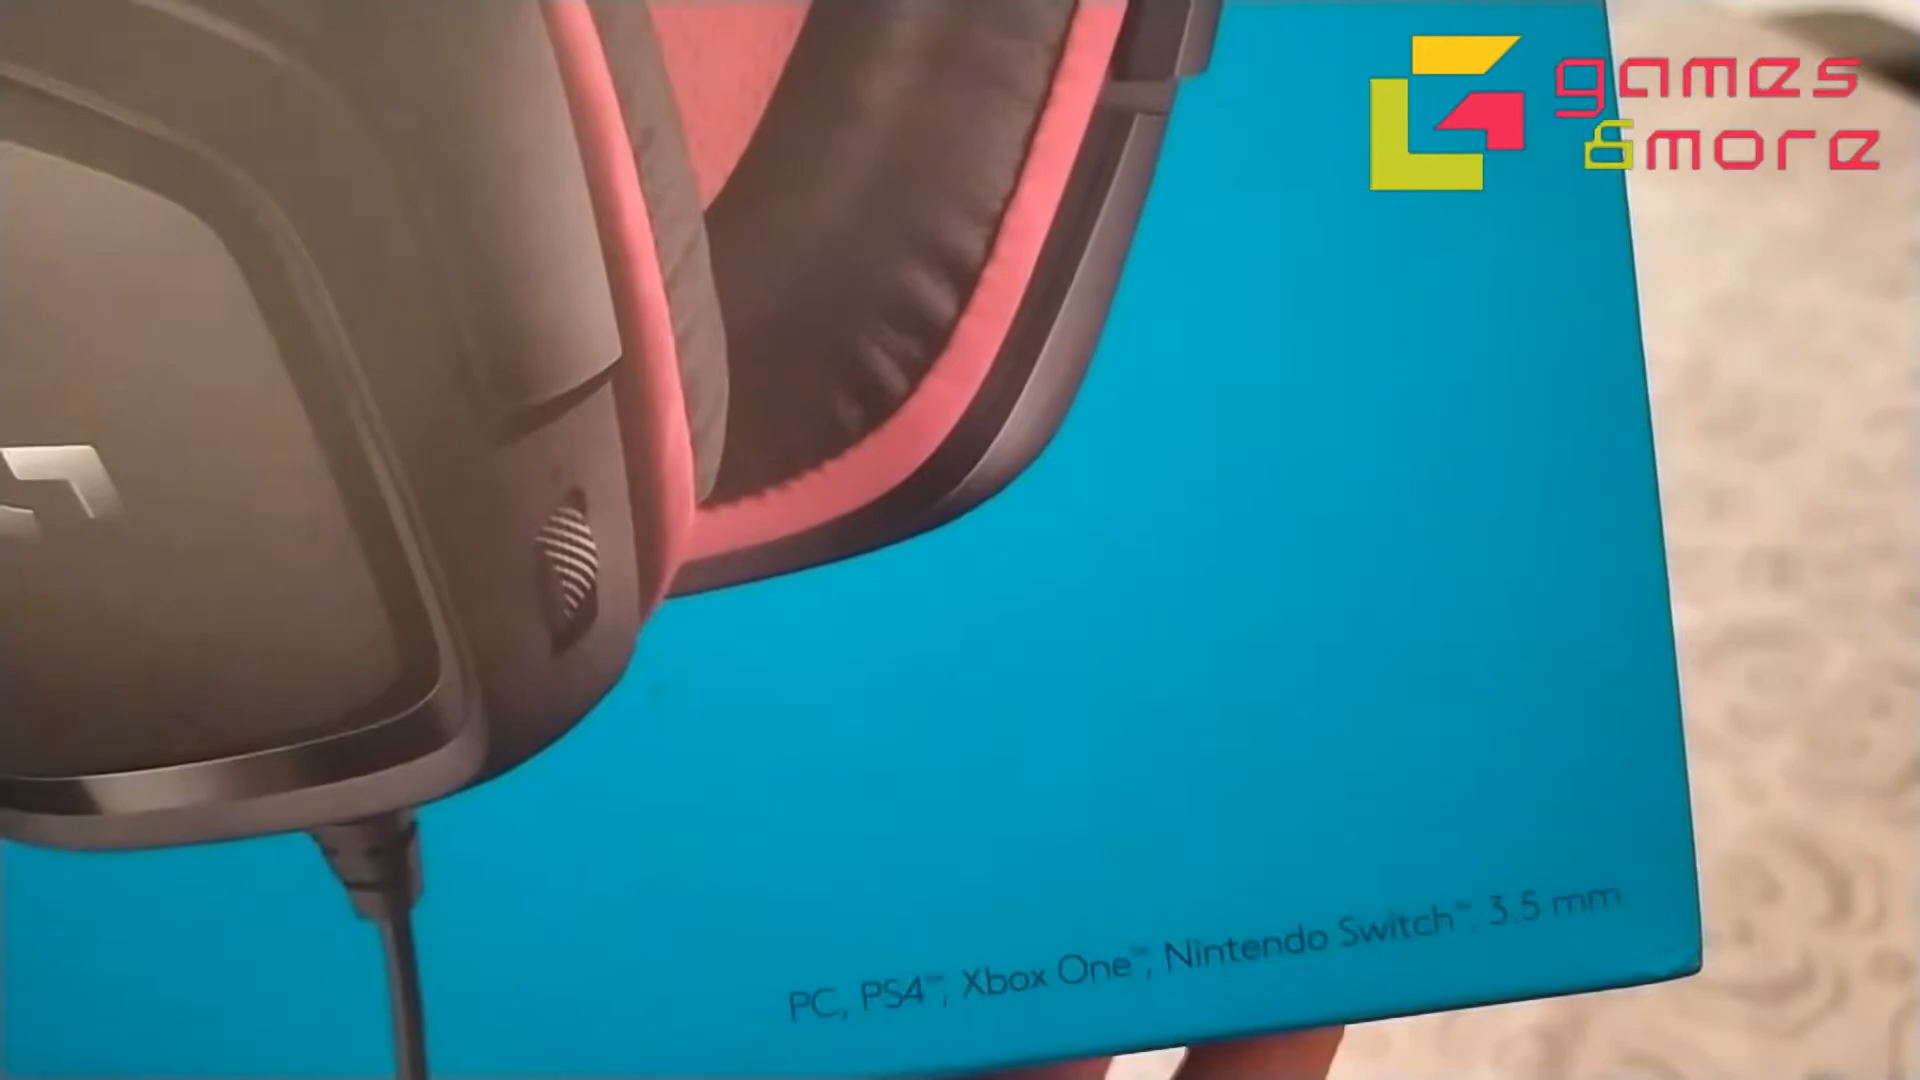 games
&more
PC, PS4™, Xbox One™, Nintendo Switch™, 3.5 mm